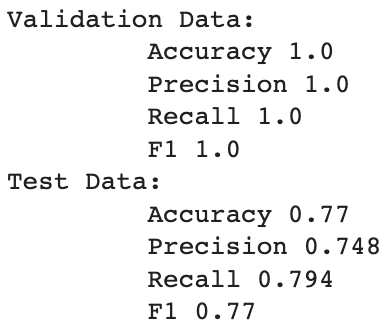 Validation Data:
Accuracy 1.0
Precision 1.0
Recall 1.0
F1 1.0
Test Data:
Accuracy 0.77
Precision 0.748
Recall 0.794
F1 0.77